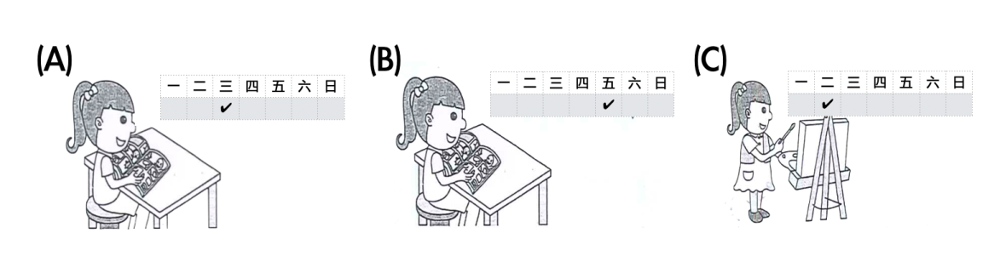 (A)
一 二 三 四 五 六 日
✔
(B)
一 二 三 四 五 六 日
✔
(C)
一 二 三 四 五 六 日
✔